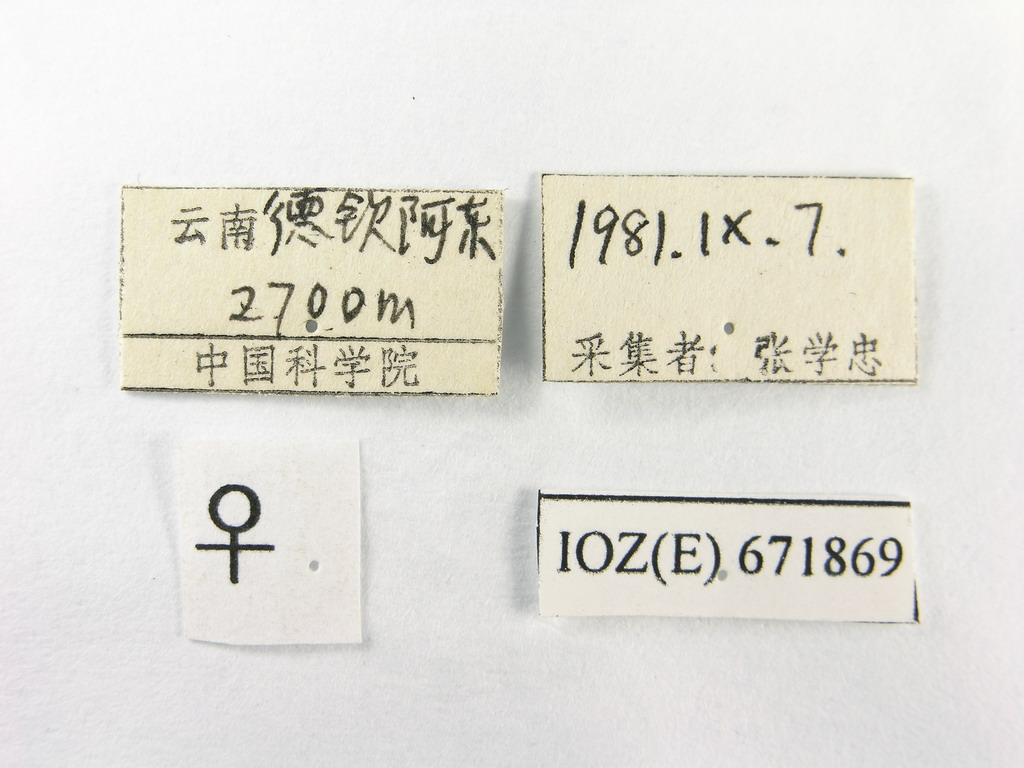 云南德钦阿东
2700m
中国科学院
1981.IX.7.
采集者: 张学忠
♀
IOZ(E) 671869